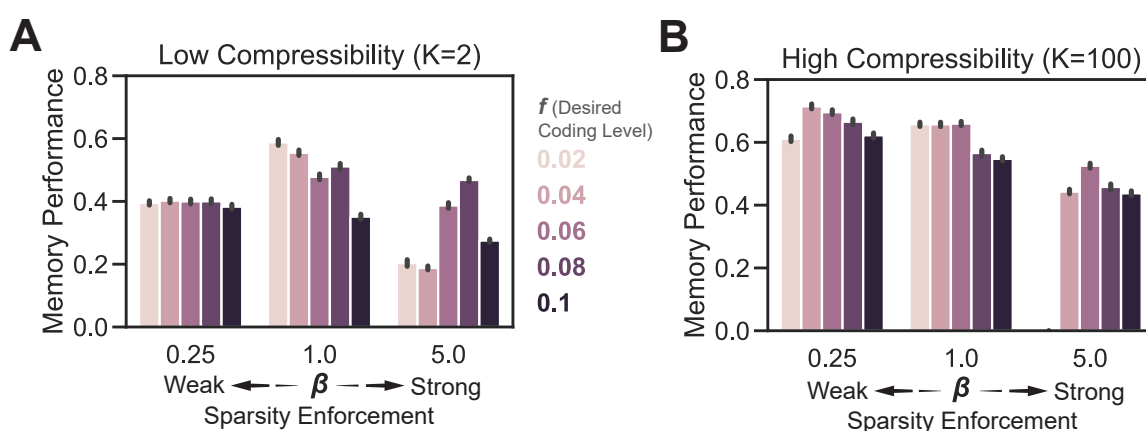 A
Low Compressibility (K=2)
Memory Performance
0.8
0.6
0.4
0.2
0.0
0.25
1.0
5.0
Weak
β
Strong
Sparsity Enforcement
f (Desired
Coding Level)
0.02
0.04
0.06
0.08
0.1
B
High Compressibility (K=100)
Memory Performance
0.8
0.6
0.4
0.2
0.0
0.25
1.0
5.0
Weak
β
Strong
Sparsity Enforcement